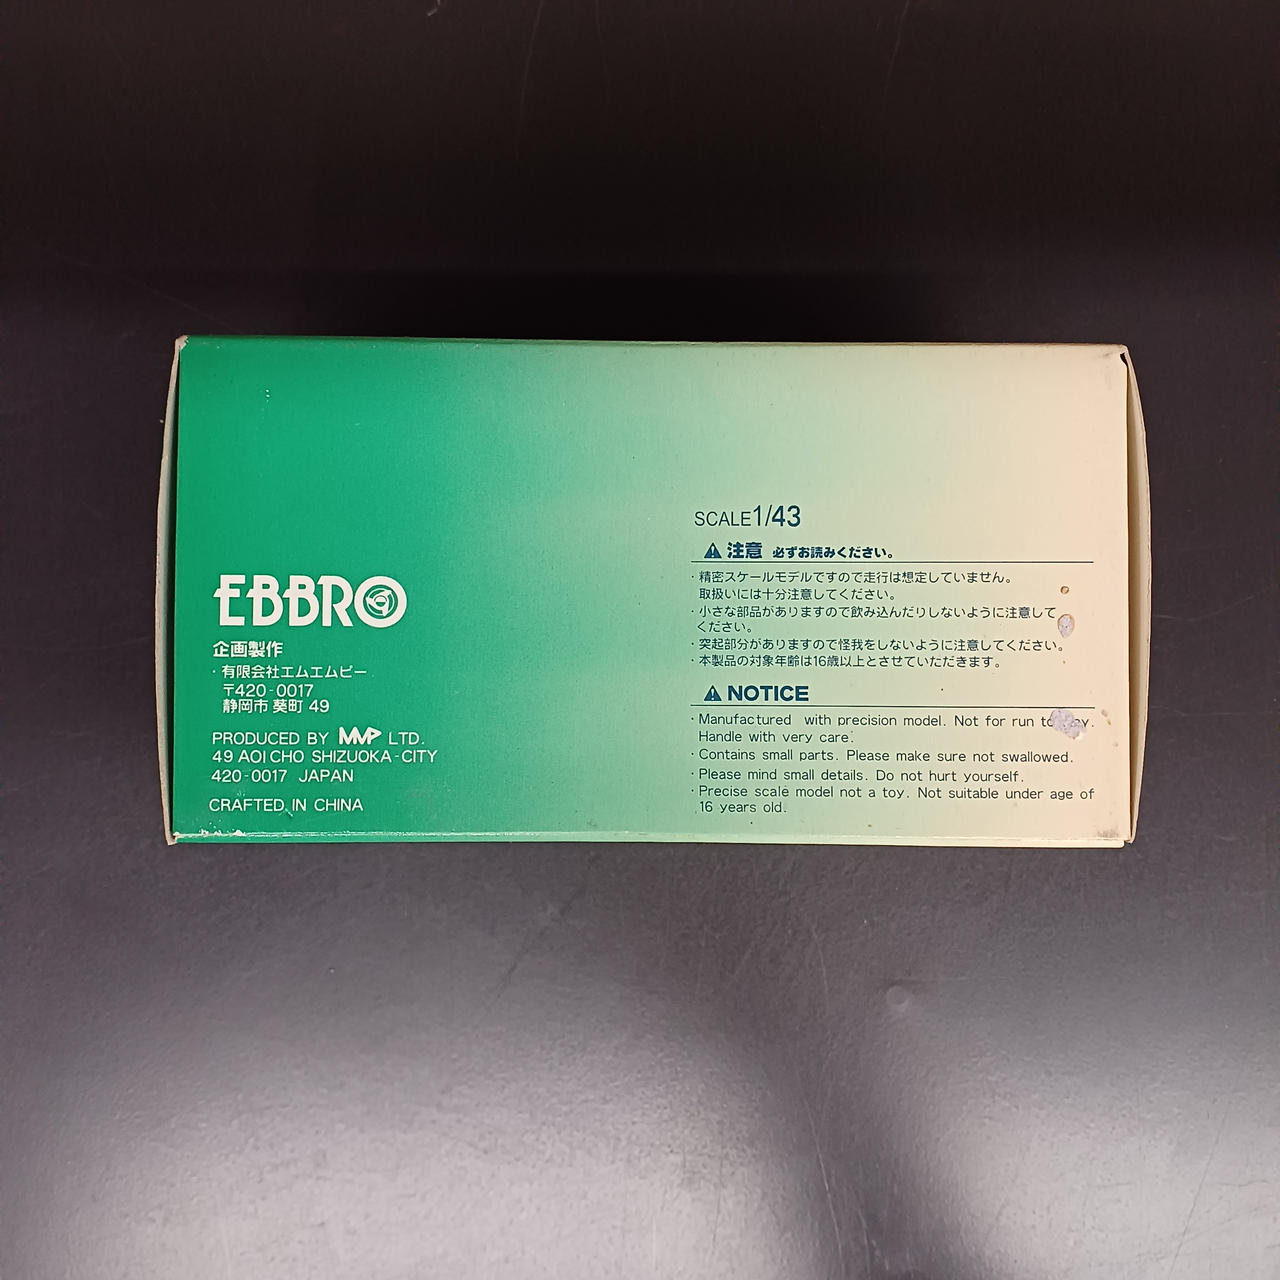 EBBRO
企画製作
・有限会社エムエムピー
〒420-0017
静岡市 葵町 49
PRODUCED BY MMP LTD.
49 AOI CHO SHIZUOKA-CITY
420-0017 JAPAN
CRAFTED IN CHINA
SCALE1/43
注意 必ずお読みください。
・精密スケールモデルですので走行は想定していません。
取扱いには十分注意してください。
・小さな部品がありますので飲み込んだりしないように注意して
ください。
・突起部分がありますので怪我をしないように注意してください。
・本製品の対象年齢は16歳以上とさせていただきます。
NOTICE
・Manufactured with precision model. Not for run
Handle with very care.
・Contains small parts. Please make sure not swallowed.
・Please mind small details. Do not hurt yourself.
・Precise scale model not a toy. Not suitable under age of
16 years old.